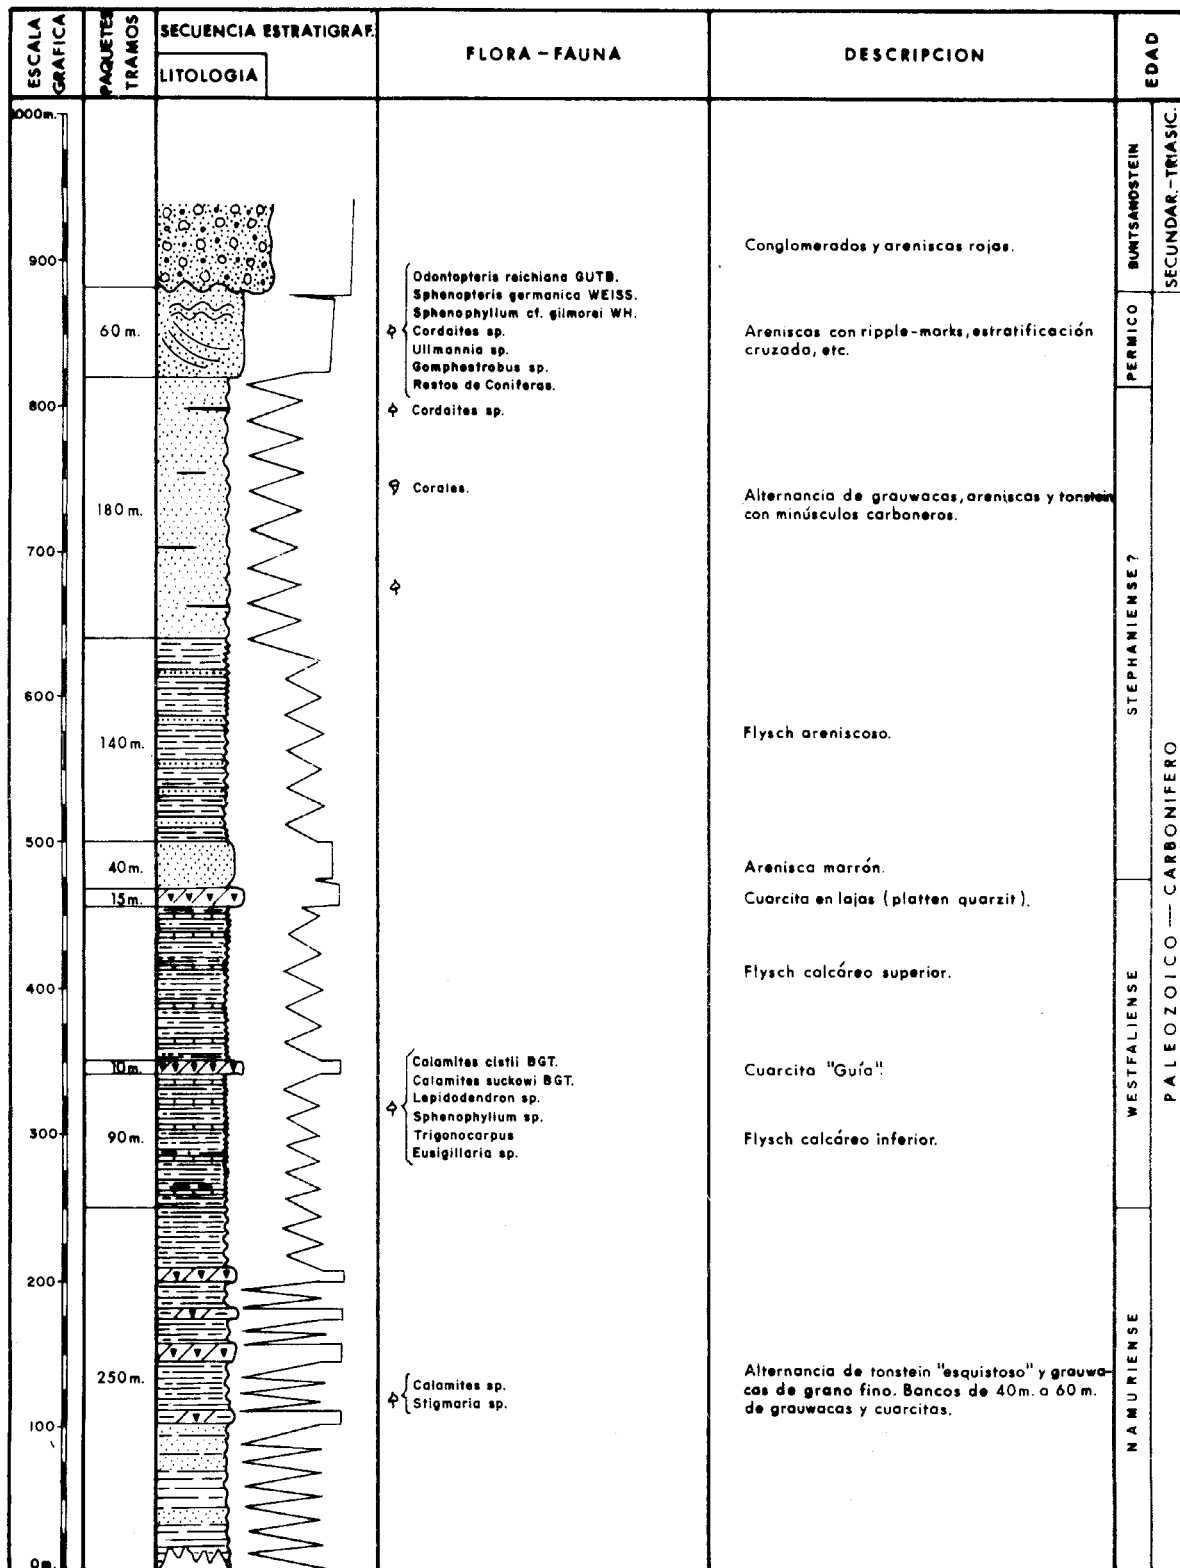 ESCALA GRAFICA
PAQUETES TRAMOS
SECUENCIA ESTRATIGRAF.
LITOLOGIA
FLORA - FAUNA
DESCRIPCION
EDAD
1000m.
900
800
700
600
500
400
300
200
100
0m.
60 m.
180 m.
140 m.
40 m.
15 m.
10 m.
90 m.
250 m.
Odontopteris reichiana GUTB.
Sphenopteris germanica WEISS.
Sphenophyllum cf. gilmorei WH.
Cordaites sp.
Ullmannia sp.
Gomphostrobus sp.
Restos de Coniferas.
Cordaites sp.
Corales.
Calamites cistii BGT.
Calamites suckowi BGT.
Lepidodendron sp.
Sphenophyllum sp.
Trigonocarpus
Eusigillaria sp.
Calamites sp.
Stigmaria sp.
Conglomerados y areniscas rojas.
Areniscas con ripple-marks, estratificación
cruzada, etc.
Alternancia de grauwacas, areniscas y tonstein
con minúsculos carboneros.
Flysch areniscoso.
Arenisca marrón.
Cuarcita en lajas (platten quarzit).
Flysch calcáreo superior.
Cuarcita "Guía".
Flysch calcáreo inferior.
Alternancia de tonstein "esquistoso" y grauwa-
cas de grano fino. Bancos de 40m. a 60 m.
de grauwacas y cuarcitas.
BUNTSANDSTEIN
PERMICO
STEPHANIENSE?
WESTFALIENSE
NAMURIENSE
SECUNDAR.-TRIASIC.
PALEOZOICO — CARBONIFERO